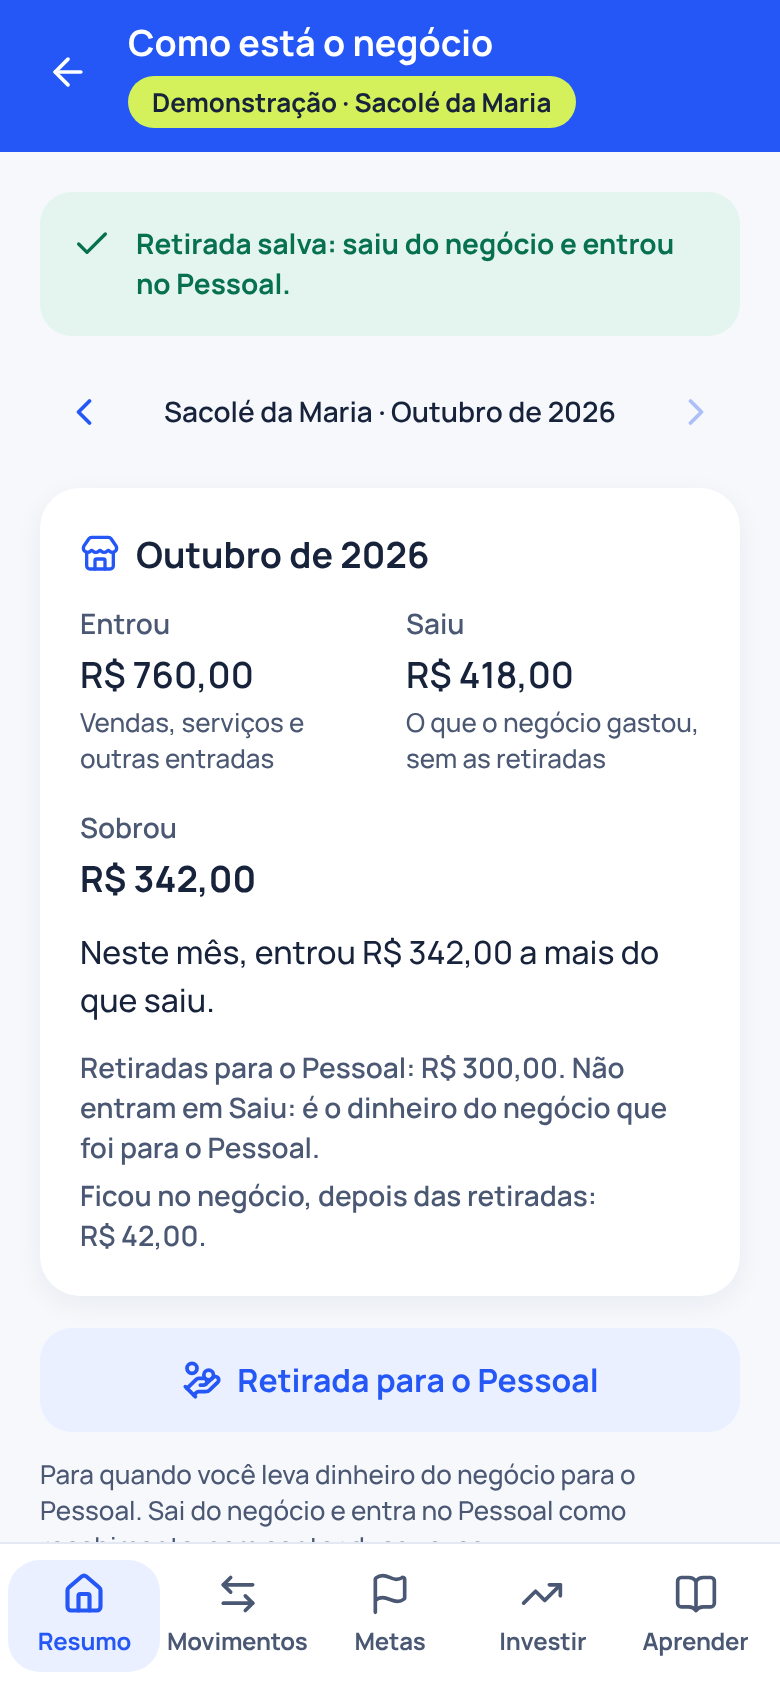 Como está o negócio
Demonstração · Sacolé da Maria
Retirada salva: saiu do negócio e entrou
no Pessoal.
Sacolé da Maria · Outubro de 2026
Outubro de 2026
Entrou
R$ 760,00
Vendas, serviços e
outras entradas
Saiu
R$ 418,00
O que o negócio gastou,
sem as retiradas
Sobrou
R$ 342,00
Neste mês, entrou R$ 342,00 a mais do
que saiu.
Retiradas para o Pessoal: R$ 300,00. Não
entram em Saiu: é o dinheiro do negócio que
foi para o Pessoal.
Ficou no negócio, depois das retiradas:
R$ 42,00.
Retirada para o Pessoal
Para quando você leva dinheiro do negócio para o
Pessoal. Sai do negócio e entra no Pessoal como
Resumo
Movimentos
Metas
Investir
Aprender